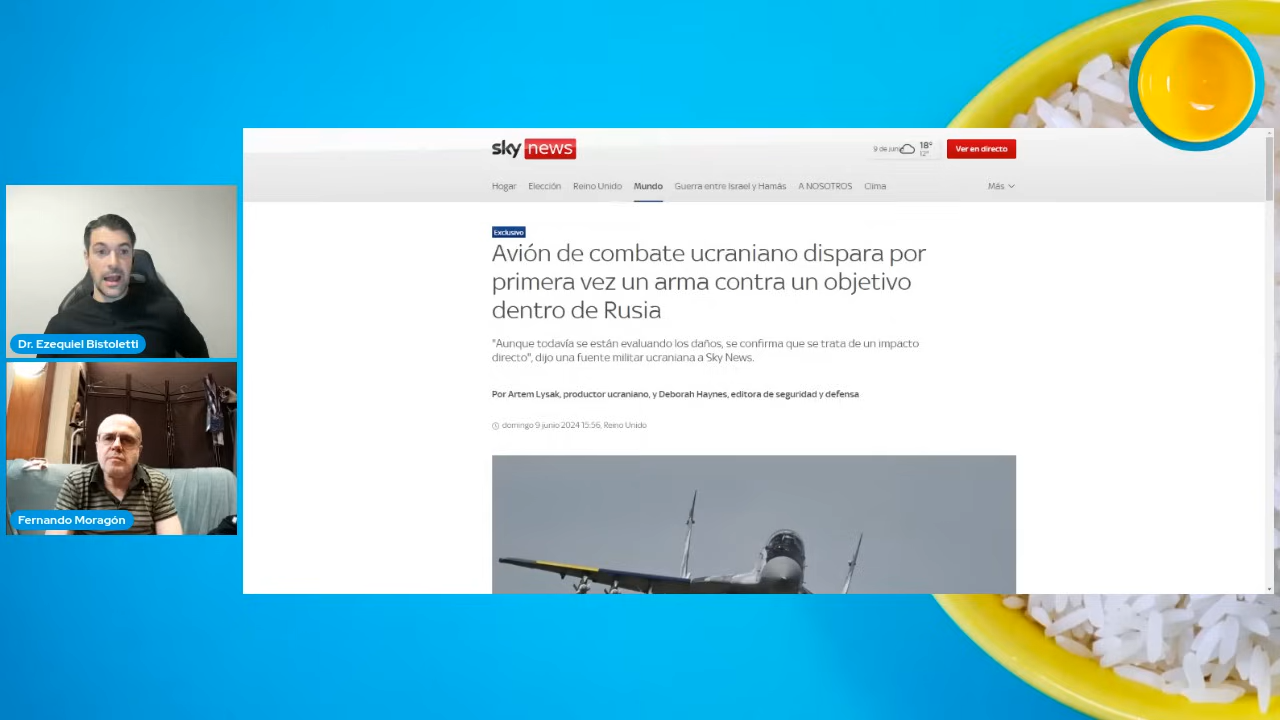 sky news
9 de junio
18°
12°
Ver en directo
Hogar
Elección
Reino Unido
Mundo
Guerra entre Israel y Hamás
A NOSOTROS
Clima
Más
Exclusivo
Avión de combate ucraniano dispara por
primera vez un arma contra un objetivo
dentro de Rusia
"Aunque todavía se están evaluando los daños, se confirma que se trata de un impacto
directo", dijo una fuente militar ucraniana a Sky News.
Por Artem Lysak, productor ucraniano, y Deborah Haynes, editora de seguridad y defensa
domingo 9 junio 2024 15:56, Reino Unido
Dr. Ezequiel Bistoletti
Fernando Moragón